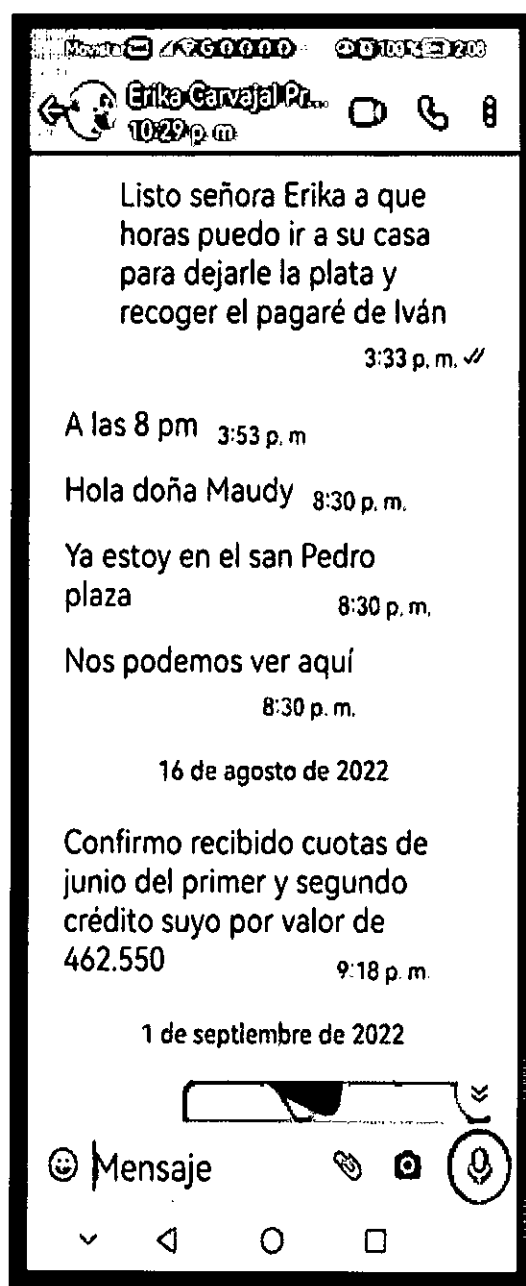 Movistar 100 % 2:08
Erika Carvajal Pr...
10:29 p. m.
Listo señora Erika a que
horas puedo ir a su casa
para dejarle la plata y
recoger el pagaré de Iván
3:33 p. m.
A las 8 pm 3:53 p. m
Hola doña Maudy 8:30 p. m.
Ya estoy en el san Pedro
plaza 8:30 p. m.
Nos podemos ver aquí
8:30 p. m.
16 de agosto de 2022
Confirmo recibido cuotas de
junio del primer y segundo
crédito suyo por valor de
462.550 9:18 p. m.
1 de septiembre de 2022
Mensaje